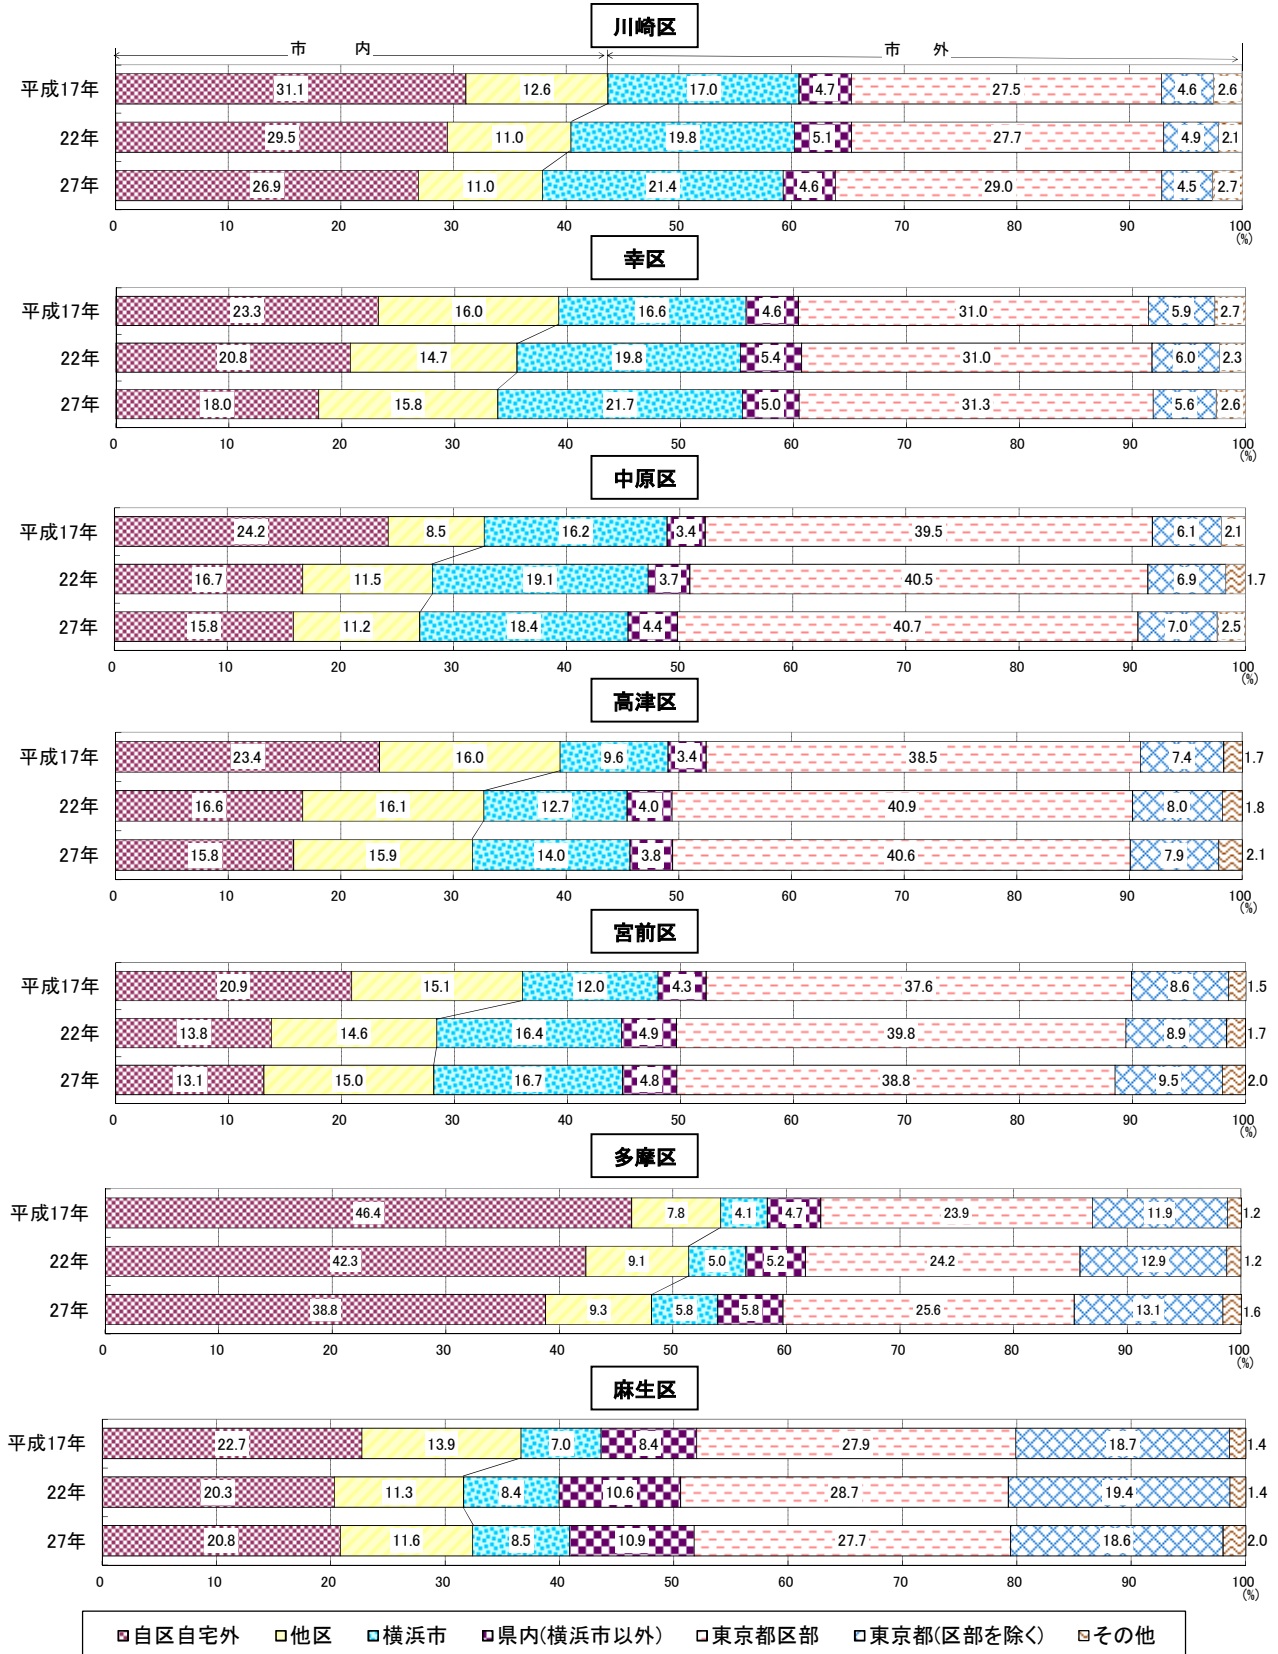 川崎区
市 内 市 外
平成17年 31.1 12.6 17.0 4.7 27.5 4.6 2.6
22年 29.5 11.0 19.8 5.1 27.7 4.9 2.1
27年 26.9 11.0 21.4 4.6 29.0 4.5 2.7
0 10 20 30 40 50 60 70 80 90 100
(%)
幸区
平成17年 23.3 16.0 16.6 4.6 31.0 5.9 2.7
22年 20.8 14.7 19.8 5.4 31.0 6.0 2.3
27年 18.0 15.8 21.7 5.0 31.3 5.6 2.6
0 10 20 30 40 50 60 70 80 90 100
(%)
中原区
平成17年 24.2 8.5 16.2 3.4 39.5 6.1 2.1
22年 16.7 11.5 19.1 3.7 40.5 6.9 1.7
27年 15.8 11.2 18.4 4.4 40.7 7.0 2.5
0 10 20 30 40 50 60 70 80 90 100
(%)
高津区
平成17年 23.4 16.0 9.6 3.4 38.5 7.4 1.7
22年 16.6 16.1 12.7 4.0 40.9 8.0 1.8
27年 15.8 15.9 14.0 3.8 40.6 7.9 2.1
0 10 20 30 40 50 60 70 80 90 100
(%)
宮前区
平成17年 20.9 15.1 12.0 4.3 37.6 8.6 1.5
22年 13.8 14.6 16.4 4.9 39.8 8.9 1.7
27年 13.1 15.0 16.7 4.8 38.8 9.5 2.0
0 10 20 30 40 50 60 70 80 90 100
(%)
多摩区
平成17年 46.4 7.8 4.1 4.7 23.9 11.9 1.2
22年 42.3 9.1 5.0 5.2 24.2 12.9 1.2
27年 38.8 9.3 5.8 5.8 25.6 13.1 1.6
0 10 20 30 40 50 60 70 80 90 100
(%)
麻生区
平成17年 22.7 13.9 7.0 8.4 27.9 18.7 1.4
22年 20.3 11.3 8.4 10.6 28.7 19.4 1.4
27年 20.8 11.6 8.5 10.9 27.7 18.6 2.0
0 10 20 30 40 50 60 70 80 90 100
(%)
自区自宅外 他区 横浜市 県内(横浜市以外) 東京都区部 東京都(区部を除く) その他